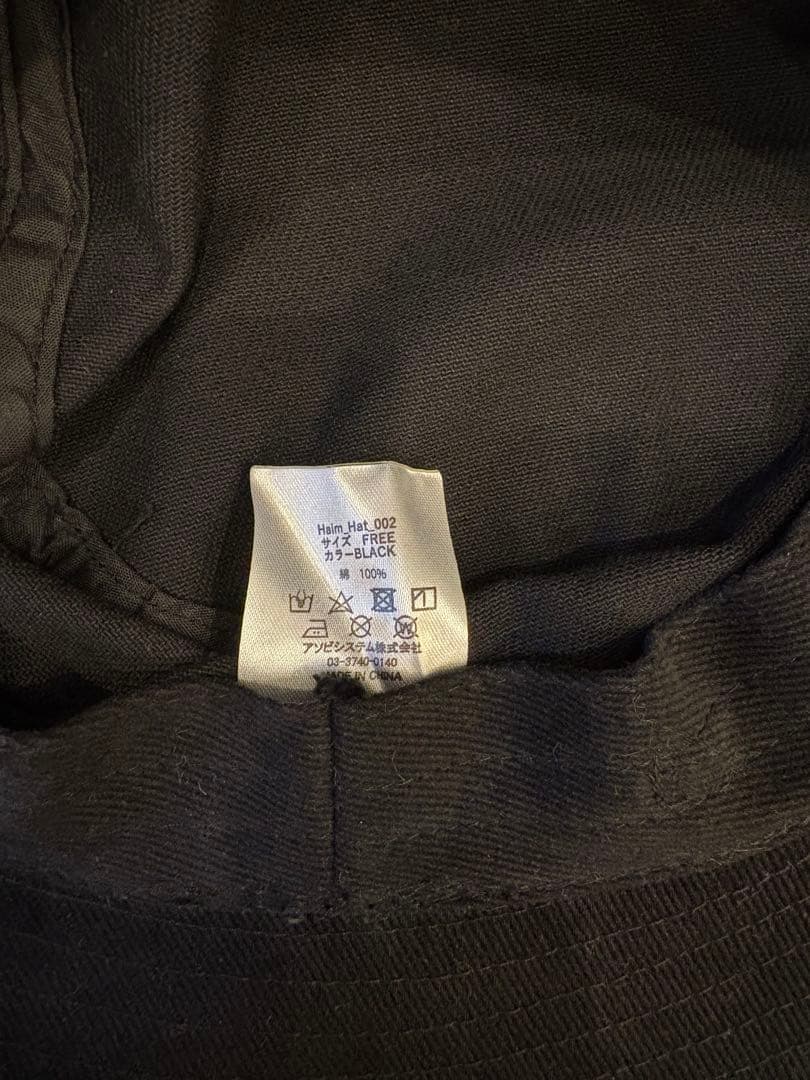 Haim_Hat_002
サイズ FREE
カラーBLACK
綿 100%
アソビシステム株式会社
03-3740-0140
MADE IN CHINA